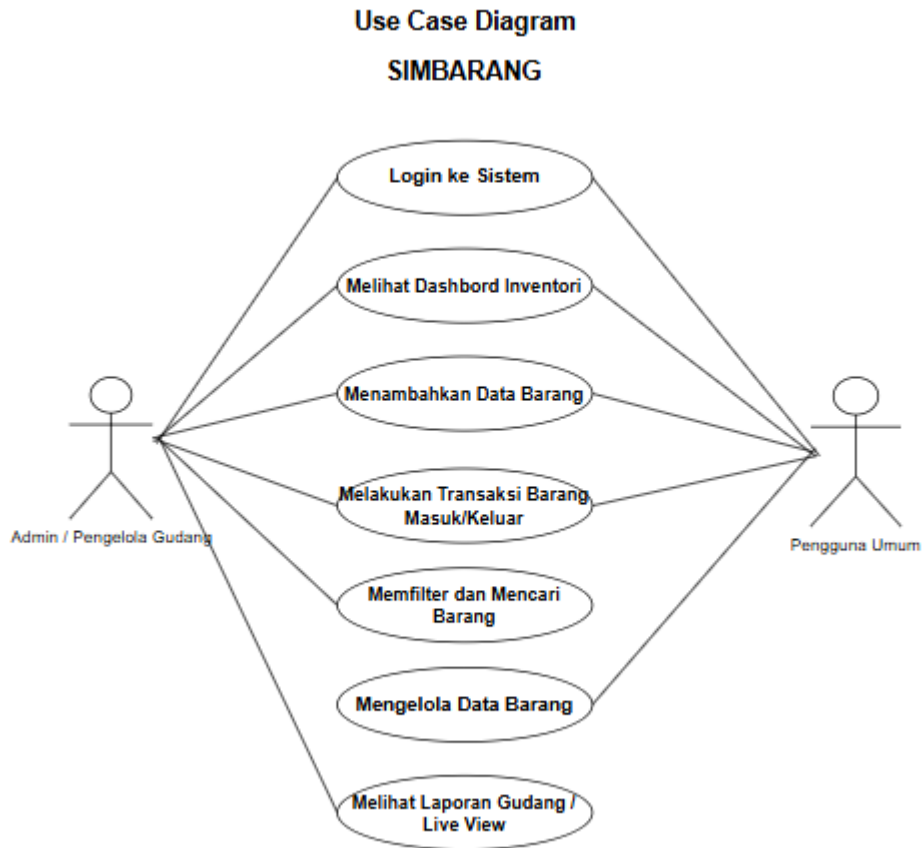 Use Case Diagram
SIMBARANG
Login ke Sistem
Melihat Dashbord Inventori
Menambahkan Data Barang
Melakukan Transaksi Barang
Masuk/Keluar
Admin / Pengelola Gudang
Pengguna Umum
Memfilter dan Mencari
Barang
Mengelola Data Barang
Melihat Laporan Gudang /
Live View